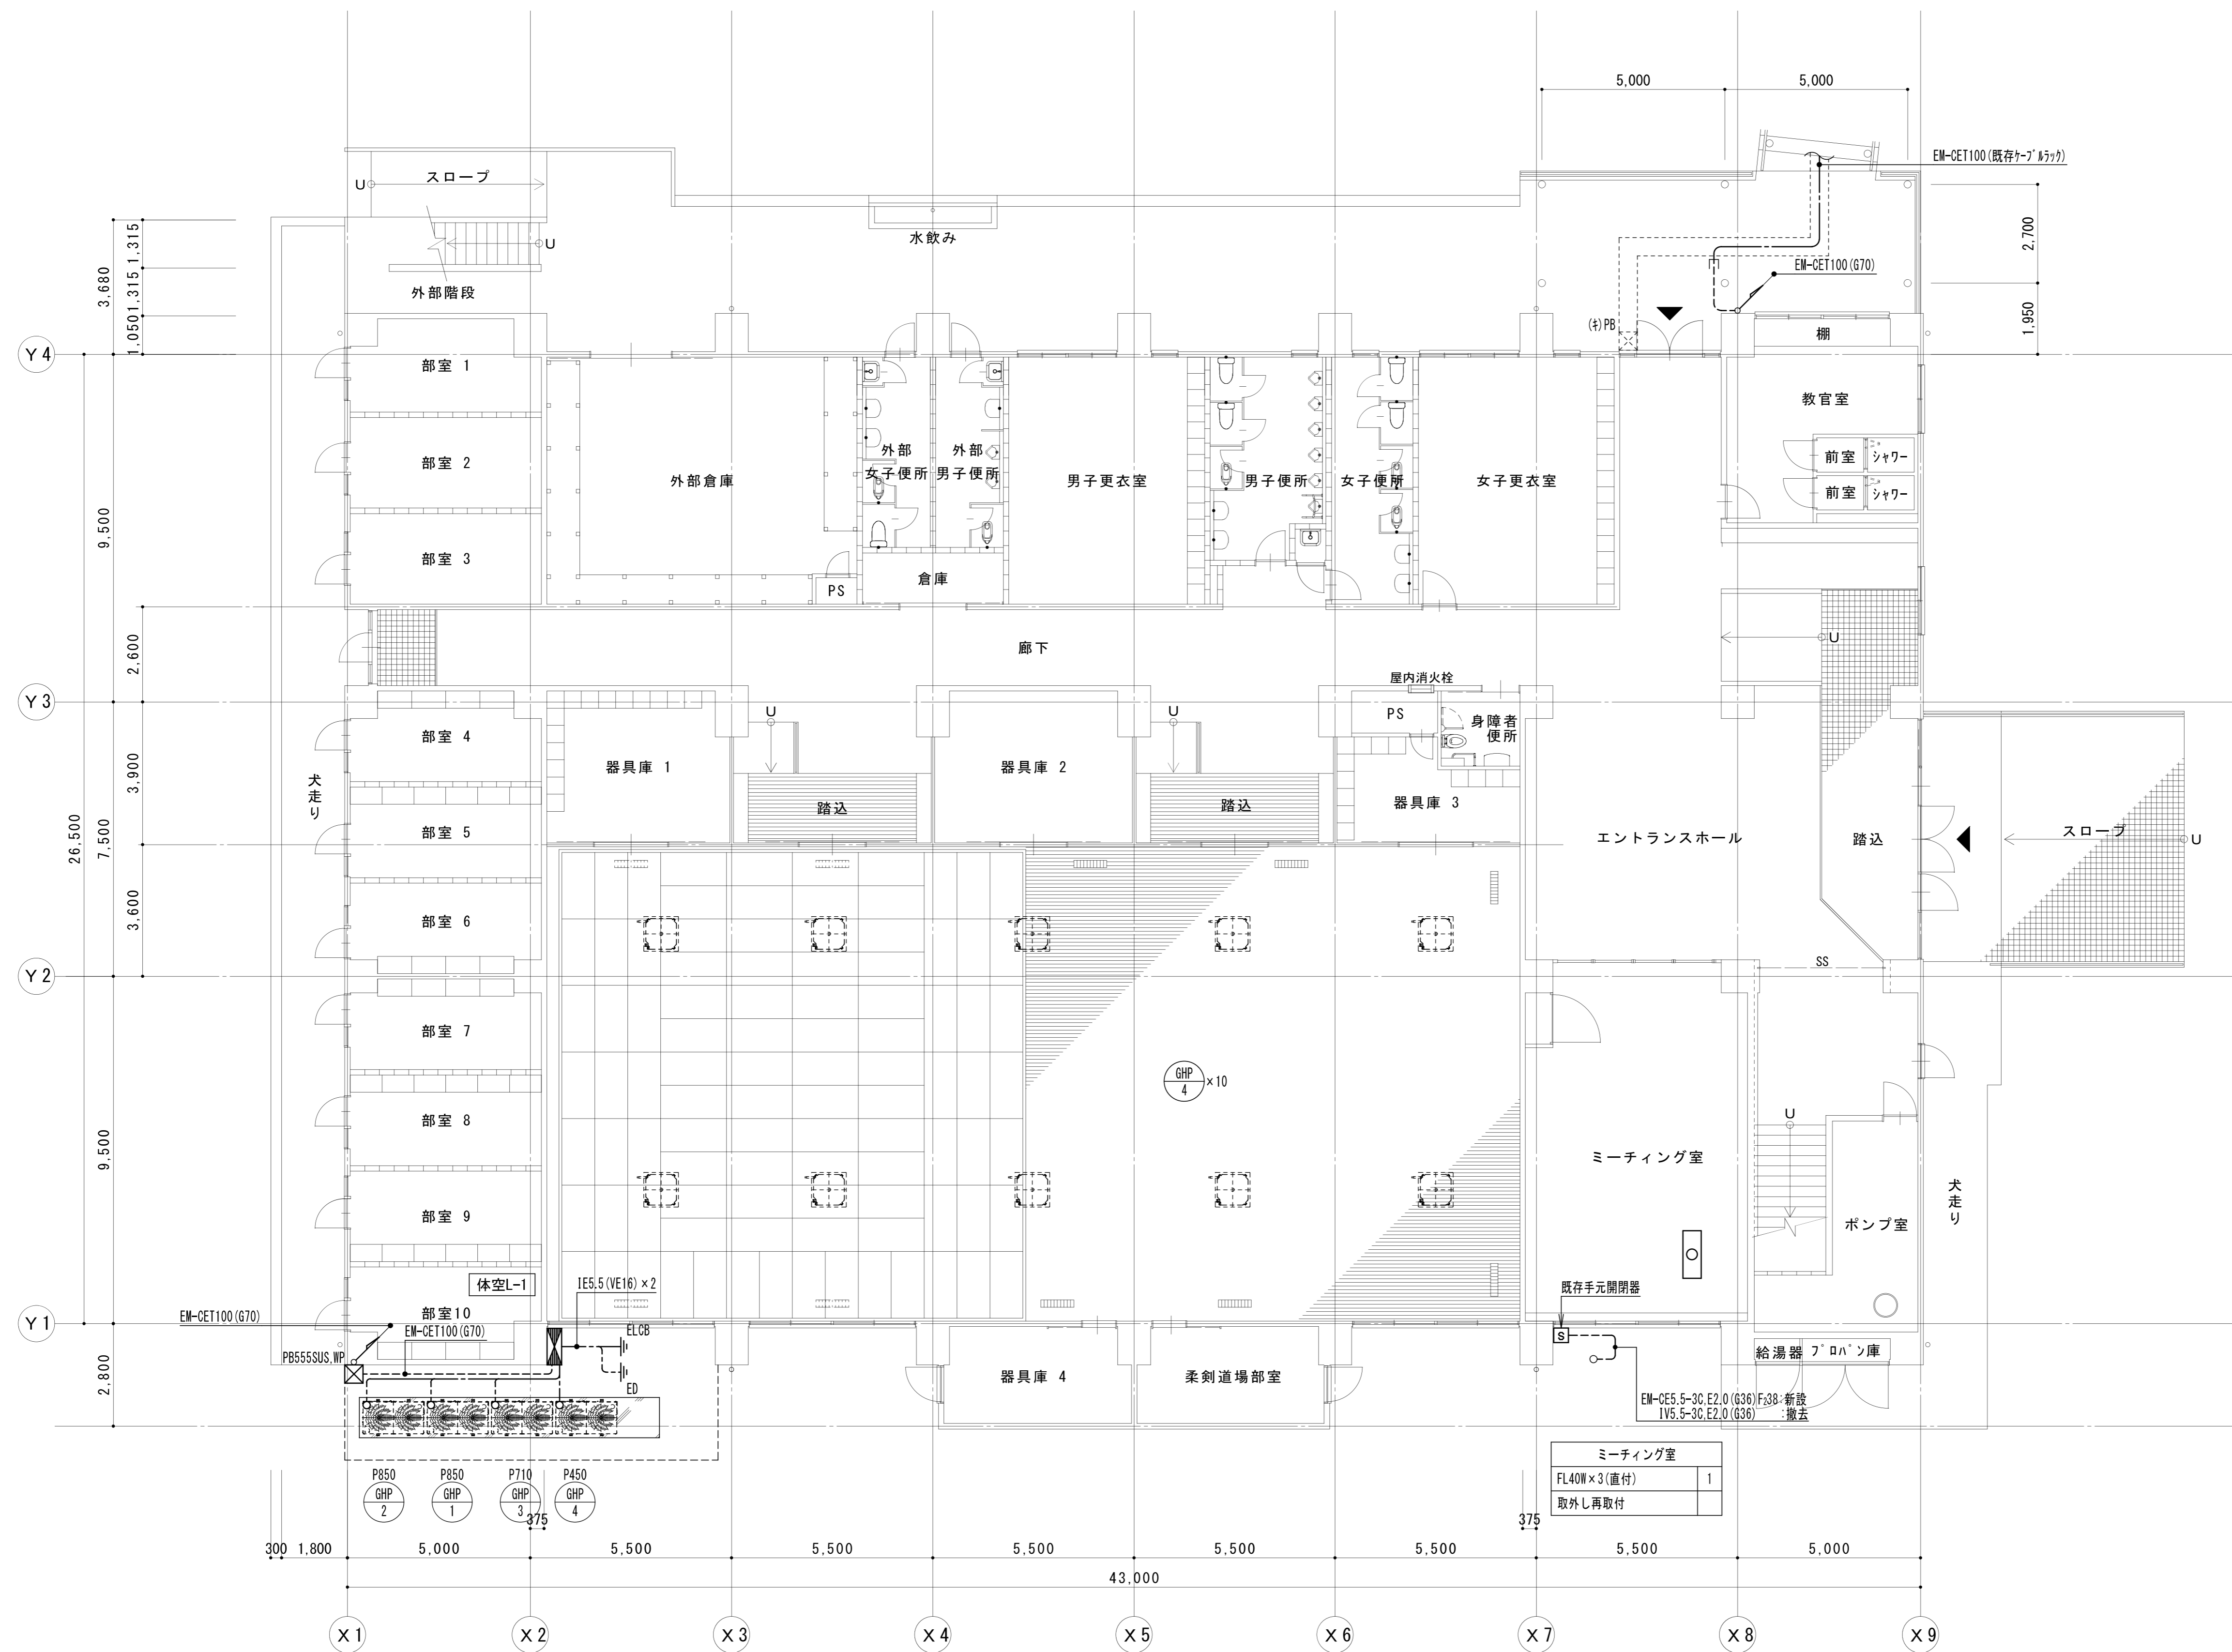 5,000
5,000
EM-CET100(既存ケーブルラック)
U
スロープ
水飲み
U
外部階段
EM-CET100(G70)
2,700
1,950
3,680
1,315
1,315
1,050
(キ)PB
棚
Y4
部室 1
部室 2
部室 3
外部倉庫
外部
女子便所
外部
男子便所
男子更衣室
男子便所
女子便所
女子更衣室
教官室
前室
シャワー
前室
シャワー
PS
倉庫
9,500
2,600
廊下
U
屋内消火栓
Y3
部室 4
器具庫 1
U
踏込
器具庫 2
U
踏込
PS
身障者
便所
器具庫 3
エントランスホール
踏込
スロープ
U
犬走り
3,900
26,500
7,500
3,600
部室 5
部室 6
Y2
SS
部室 7
部室 8
部室 9
9,500
GHP
4
×10
ミーチング室
U
ポンプ室
犬走り
体空L-1
IE5.5(VE16)×2
既存手元開閉器
EM-CET100(G70)
部室10
EM-CET100(G70)
Y1
PB555SUS,WP
ELCB
ED
S
2,800
器具庫 4
柔剣道場部室
給湯器
プロパン庫
EM-CE5.5-3C,E2.0(G36)F₂38:新設
IV5.5-3C,E2.0(G36) :撤去
P850
GHP
2
P850
GHP
1
P710
GHP
3
P450
GHP
4
ミーチィング室
FL40W×3(直付) 1
取外し再取付
375
375
300
1,800
5,000
5,500
5,500
5,500
5,500
5,500
5,500
5,000
43,000
X1
X2
X3
X4
X5
X6
X7
X8
X9